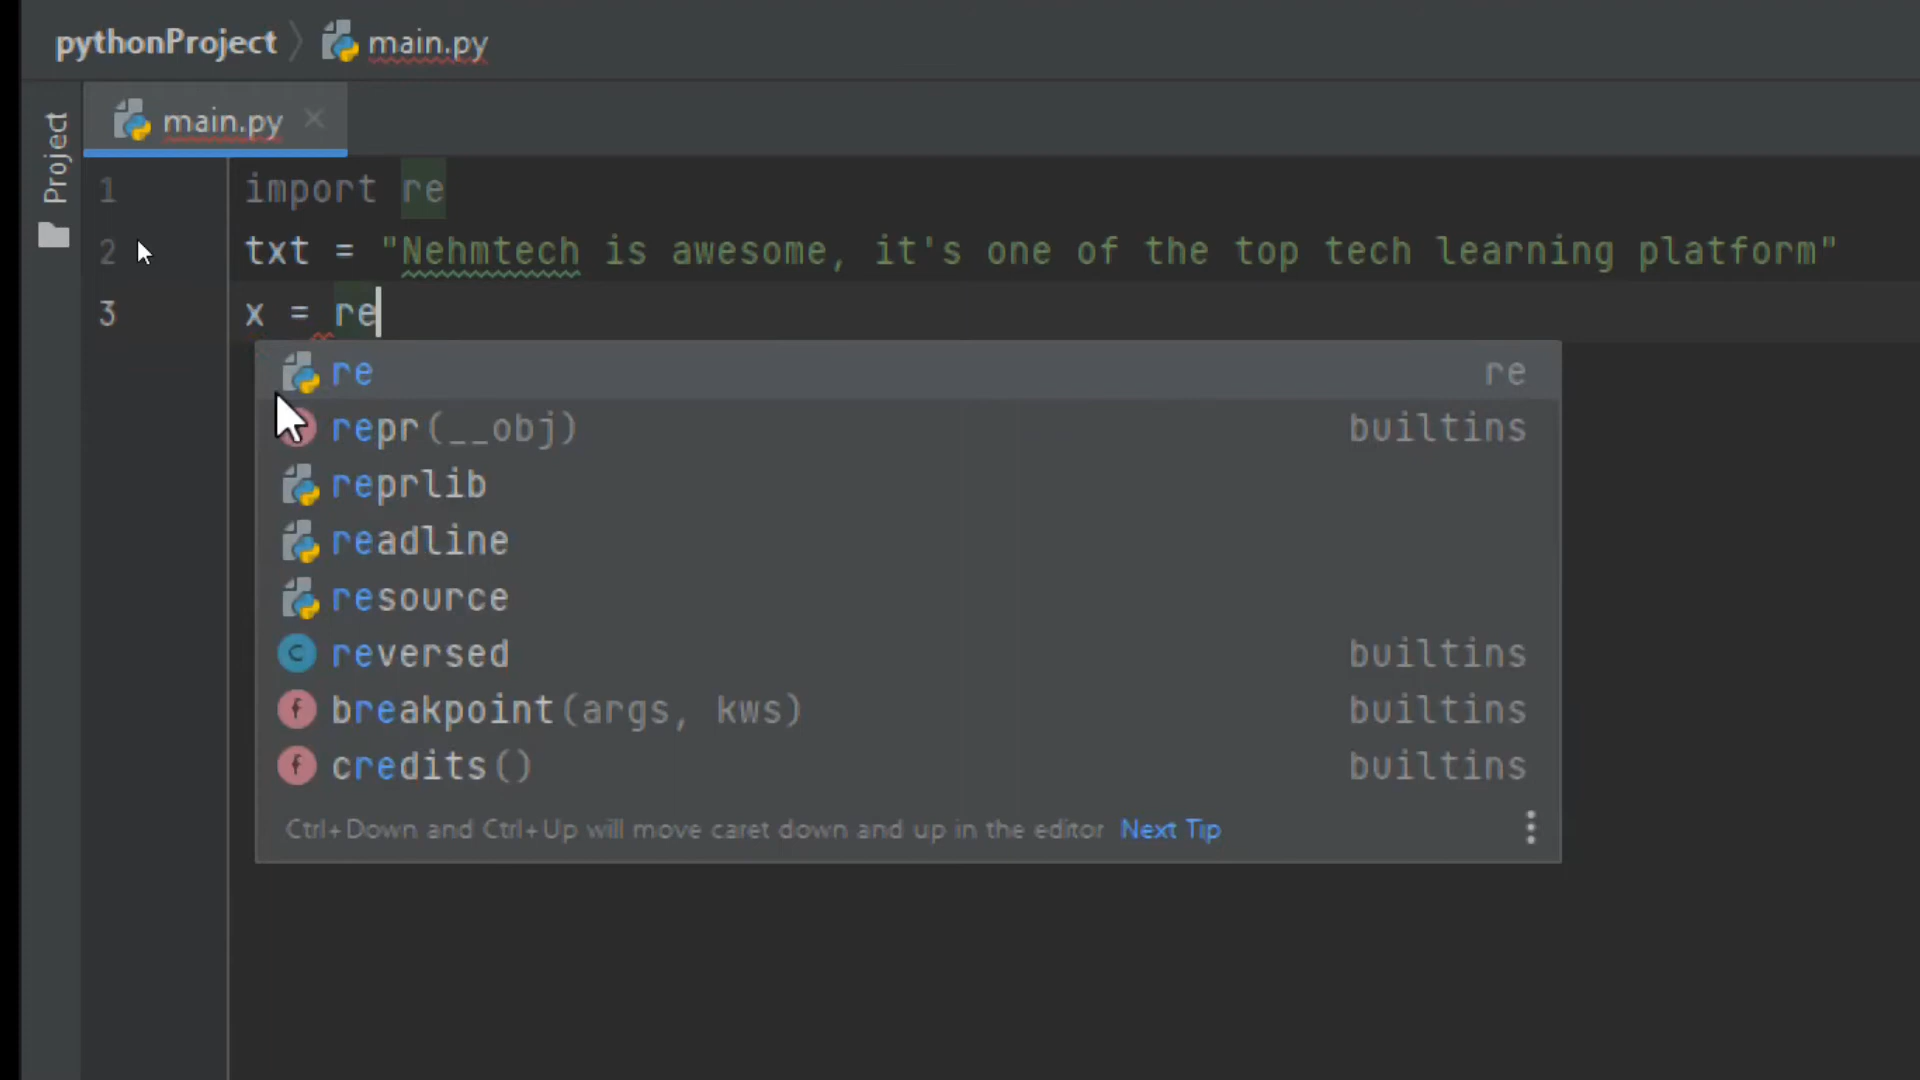 pythonProject main.py
main.py
Project
1 import re
2 txt = "Nehmtech is awesome, it's one of the top tech learning platform"
3 x = re
re re
repr(__obj) builtins
reprlib
readline
resource
reversed builtins
breakpoint(args, kws) builtins
credits() builtins
Ctrl+Down and Ctrl+Up will move caret down and up in the editor Next Tip